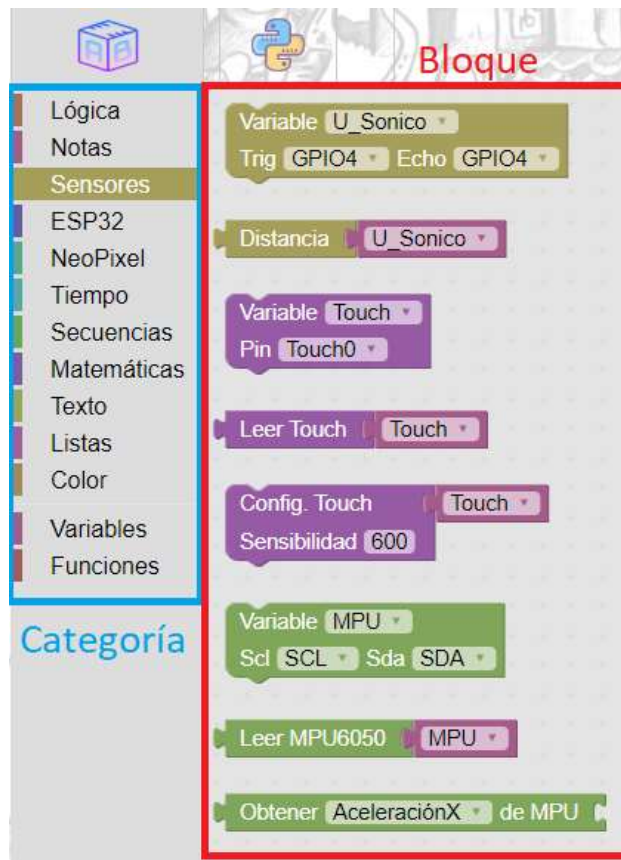 Bloque
Lógica
Notas
Sensores
ESP32
NeoPixel
Tiempo
Secuencias
Matemáticas
Texto
Listas
Color
Variables
Funciones
Categoría
Variable U_Sonico
Trig GPIO4 Echo GPIO4
Distancia U_Sonico
Variable Touch
Pin Touch0
Leer Touch Touch
Config. Touch Touch
Sensibilidad 600
Variable MPU
Scl SCL Sda SDA
Leer MPU6050 MPU
Obtener AceleraciónX de MPU